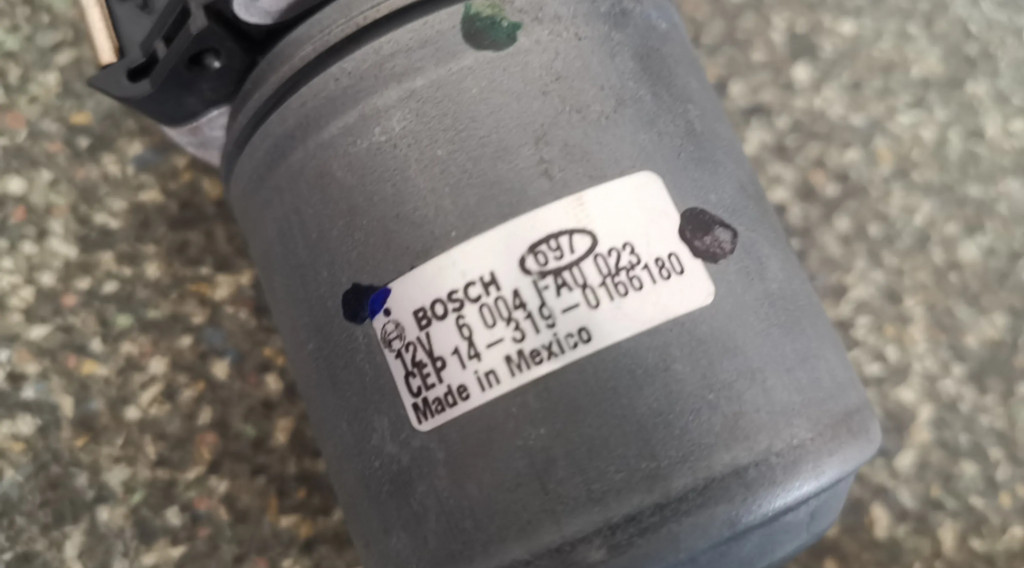 697
BOSCH
12V 6 004 FA0 023
CEP 14-319-0166180
Made in Mexico